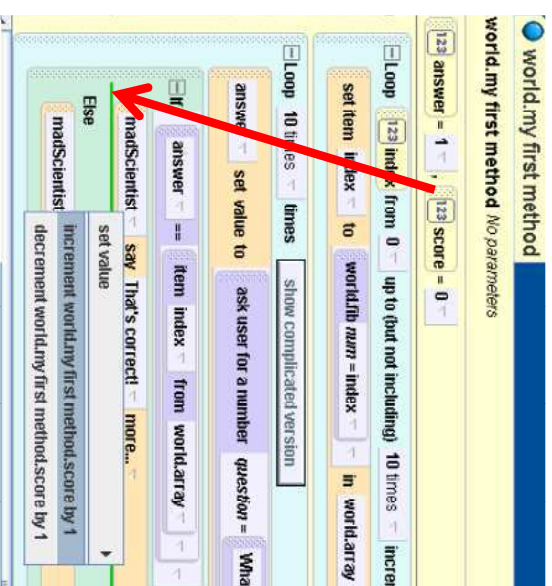 world.my first method
world.my first method No parameters
123 answer = 1 , 123 score = 0
Loop 123 index from 0 up to (but not including) 10 times increr
set item index to world.fib num = index in world.array
Loop 10 times times show complicated version
answer set value to ask user for a number question = Wha
If answer == item index from world.array
madScientist say That's correct! more...
Else
madScientist
set value
increment world.my first method.score by 1
decrement world.my first method.score by 1